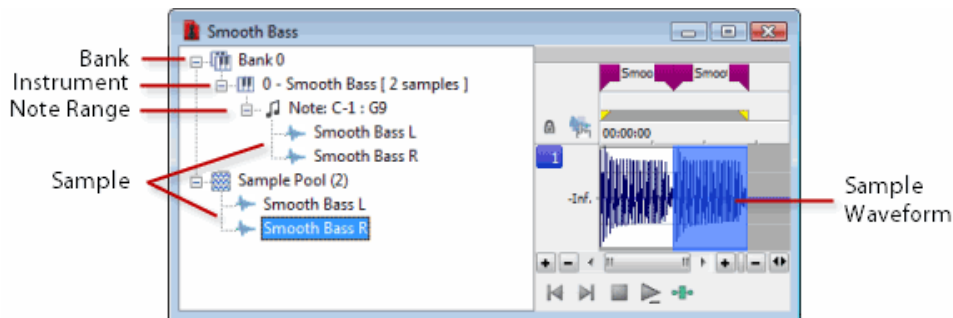 Smooth Bass
Bank
Instrument
Note Range
Sample
Bank 0
0 - Smooth Bass [ 2 samples ]
Note: C-1 : G9
Smooth Bass L
Smooth Bass R
Sample Pool (2)
Smooth Bass L
Smooth Bass R
Smoo Smoo
00:00:00
1
-Inf.
Sample
Waveform